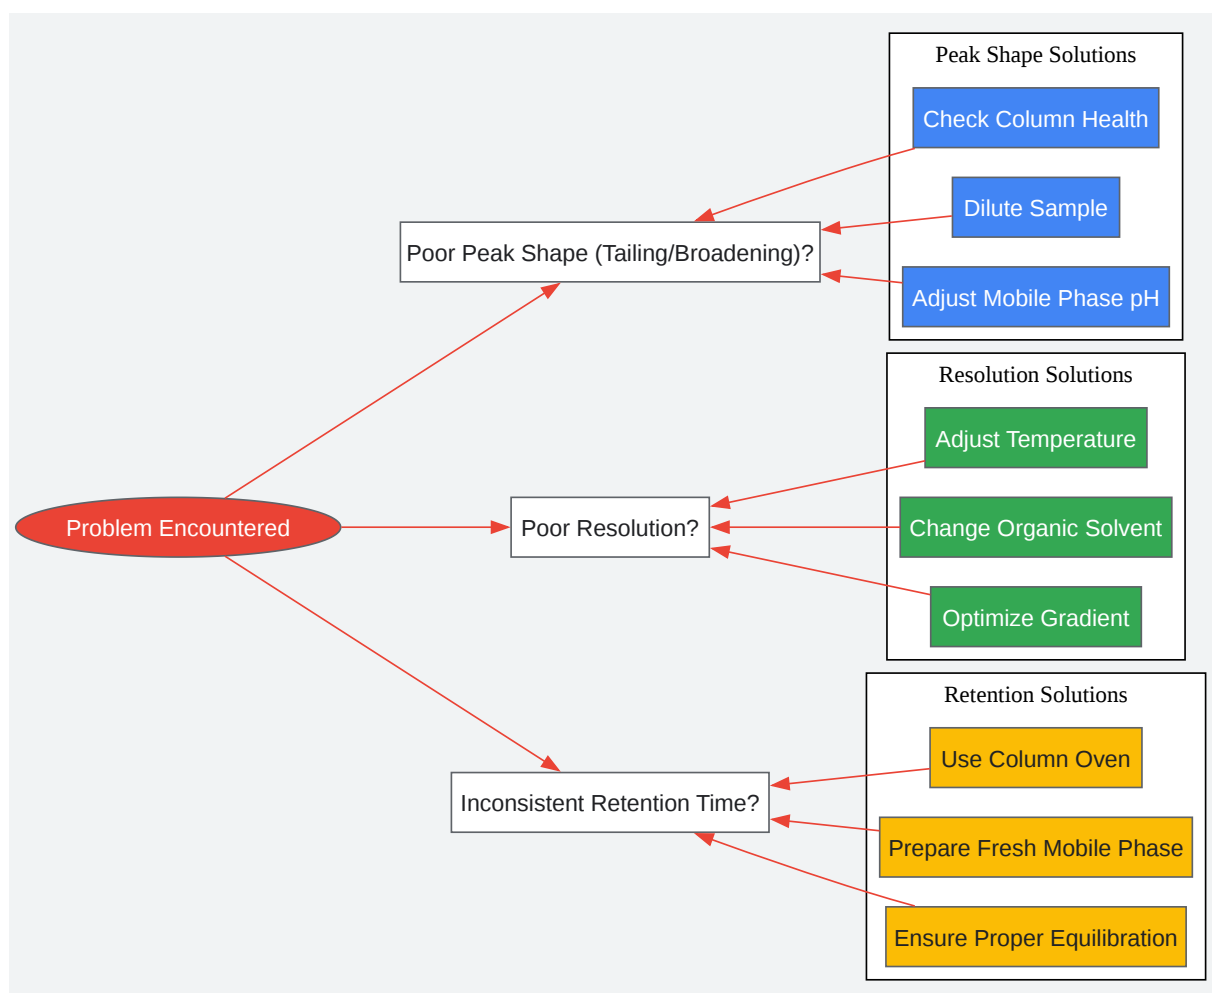 Peak Shape Solutions
Check Column Health
Dilute Sample
Poor Peak Shape (Tailing/Broadening)?
Adjust Mobile Phase pH
Resolution Solutions
Adjust Temperature
Problem Encountered
Poor Resolution?
Change Organic Solvent
Optimize Gradient
Retention Solutions
Use Column Oven
Inconsistent Retention Time?
Prepare Fresh Mobile Phase
Ensure Proper Equilibration